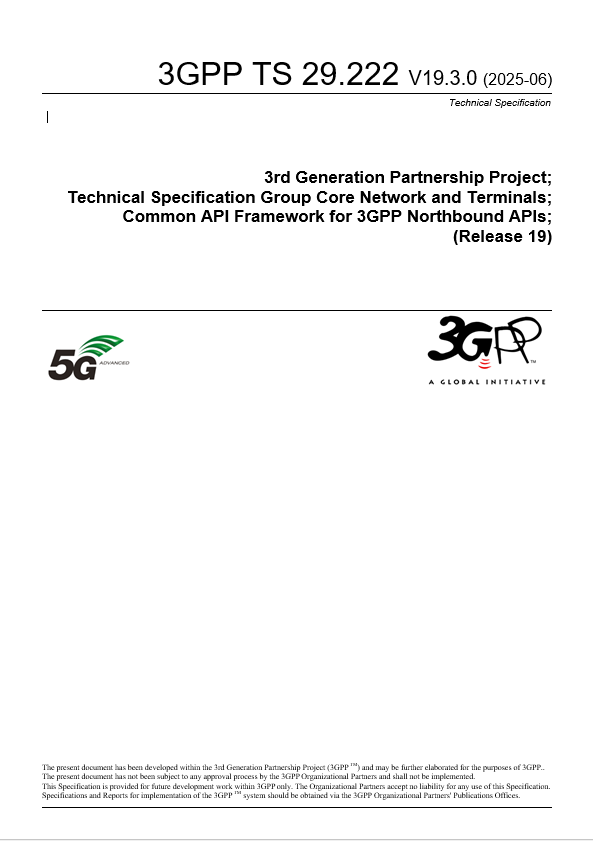 3GPP TS 29.222 V19.3.0 (2025-06)
Technical Specification
3rd Generation Partnership Project;
Technical Specification Group Core Network and Terminals;
Common API Framework for 3GPP Northbound APIs;
(Release 19)
5G ADVANCED
3GPP TM
A GLOBAL INITIATIVE
The present document has been developed within the 3rd Generation Partnership Project (3GPP TM) and may be further elaborated for the purposes of 3GPP..
The present document has not been subject to any approval process by the 3GPP Organizational Partners and shall not be implemented.
This Specification is provided for future development work within 3GPP only. The Organizational Partners accept no liability for any use of this Specification.
Specifications and Reports for implementation of the 3GPP TM system should be obtained via the 3GPP Organizational Partners' Publications Offices.